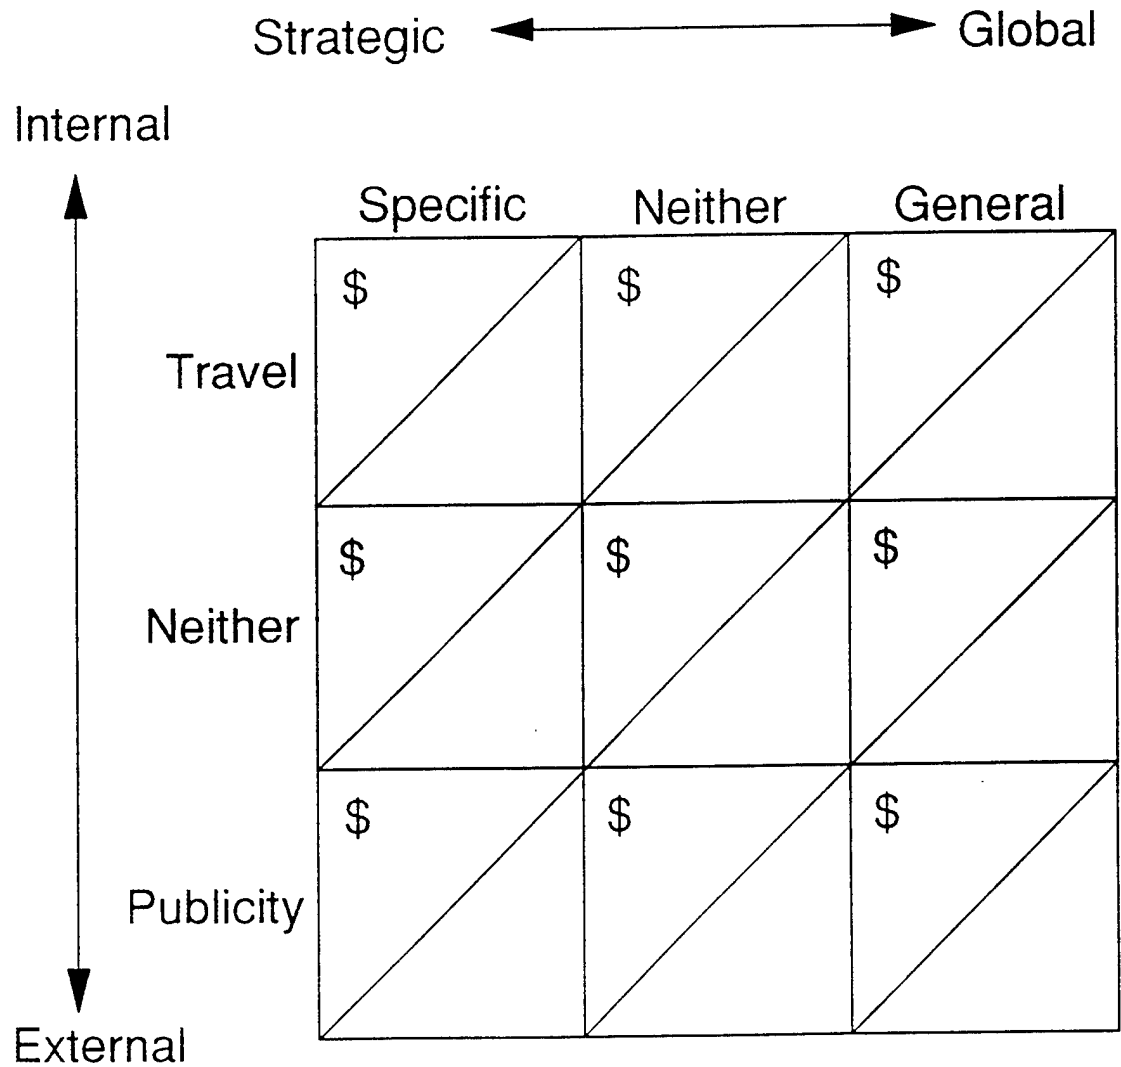 Strategic Global
Internal
Specific Neither General
$ $ $
Travel
$ $ $
Neither
$ $ $
Publicity
External